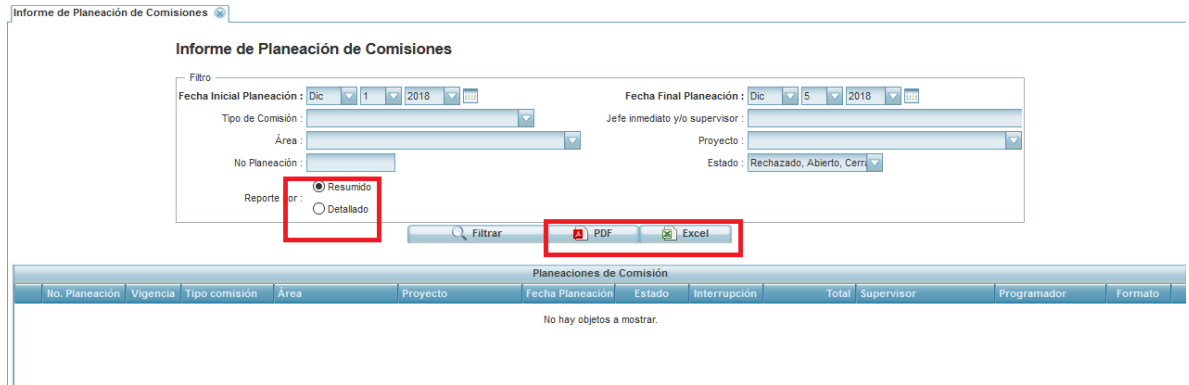 Informe de Planeación de Comisiones
Informe de Planeación de Comisiones
Filtro
Fecha Inicial Planeación : Dic 1 2018 Fecha Final Planeación : Dic 5 2018
Tipo de Comisión : Jefe inmediato y/o supervisor :
Área : Proyecto :
No Planeación : Estado : Rechazado, Abierto, Cerr
Reporte por : Resumido
Detallado
Filtrar PDF Excel
Planeaciones de Comisión
No. Planeación Vigencia Tipo comisión Área Proyecto Fecha Planeación Estado Interrupción Total Supervisor Programador Formato
No hay objetos a mostrar.